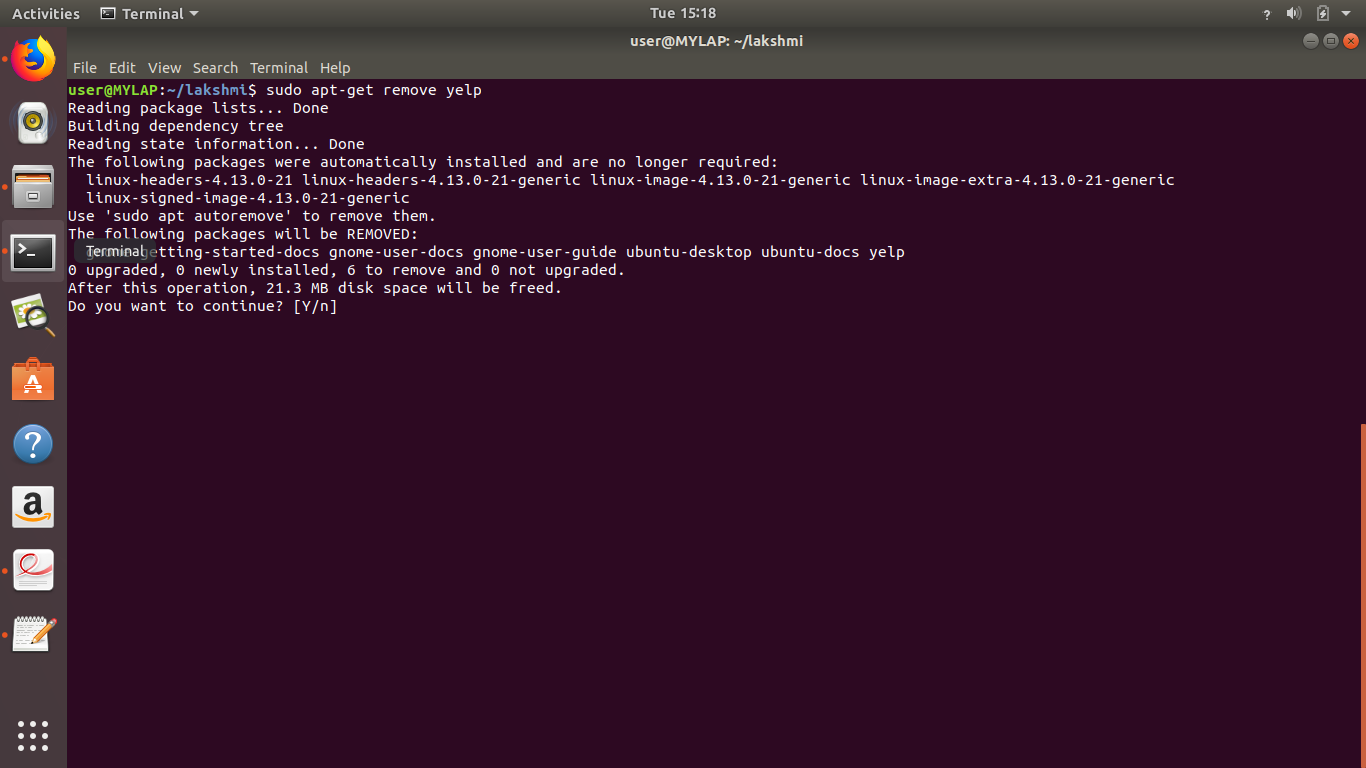 Activities Terminal Tue 15:18 ?
user@MYLAP: ~/lakshmi
File Edit View Search Terminal Help
user@MYLAP:~/lakshmi$ sudo apt-get remove yelp
Reading package lists... Done
Building dependency tree
Reading state information... Done
The following packages were automatically installed and are no longer required:
linux-headers-4.13.0-21 linux-headers-4.13.0-21-generic linux-image-4.13.0-21-generic linux-image-extra-4.13.0-21-generic
linux-signed-image-4.13.0-21-generic
Use 'sudo apt autoremove' to remove them.
The following packages will be REMOVED:
Terminal
etting-started-docs gnome-user-docs gnome-user-guide ubuntu-desktop ubuntu-docs yelp
0 upgraded, 0 newly installed, 6 to remove and 0 not upgraded.
After this operation, 21.3 MB disk space will be freed.
Do you want to continue? [Y/n]